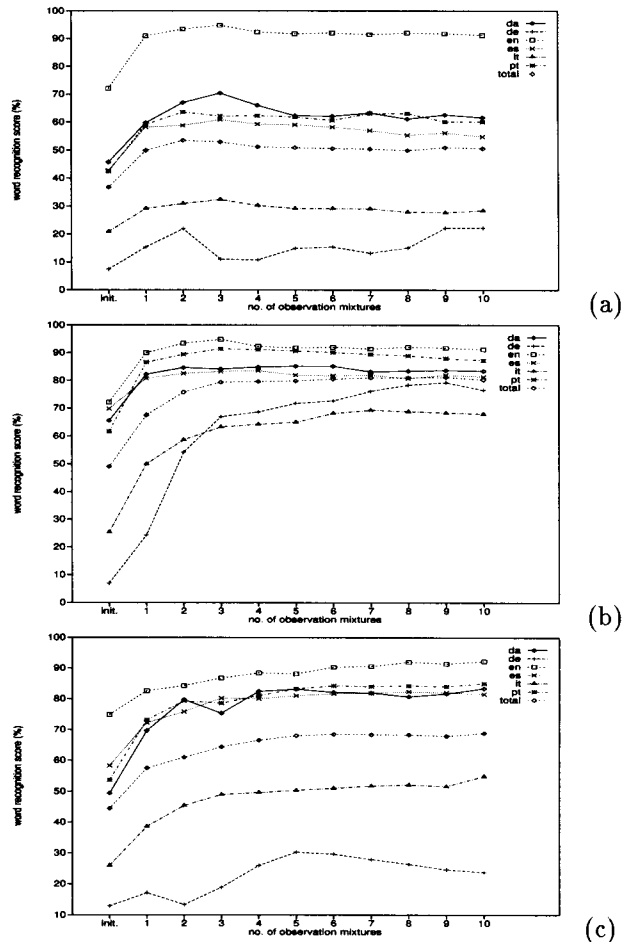 100
90
80
70
60
50
40
30
20
10
0
word recognition score (%)
da
de
en
es
it
pt
total
init.
1
2
3
4
5
6
7
8
9
10
no. of observation mixtures
(a)
100
90
80
70
60
50
40
30
20
10
0
word recognition score (%)
da
de
en
es
it
pt
total
init.
1
2
3
4
5
6
7
8
9
10
no. of observation mixtures
(b)
100
90
80
70
60
50
40
30
20
10
word recognition score (%)
da
de
en
es
it
pt
total
init.
1
2
3
4
5
6
7
8
9
10
no. of observation mixtures
(c)